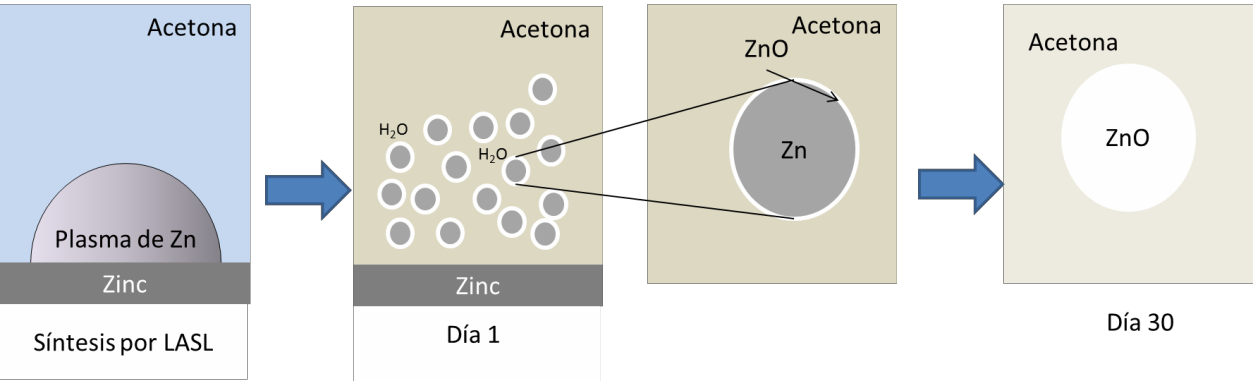 Acetona
Plasma de Zn
Zinc
Síntesis por LASL
Acetona
H₂O
H₂O
Zinc
Día 1
Acetona
ZnO
Zn
Acetona
ZnO
Día 30